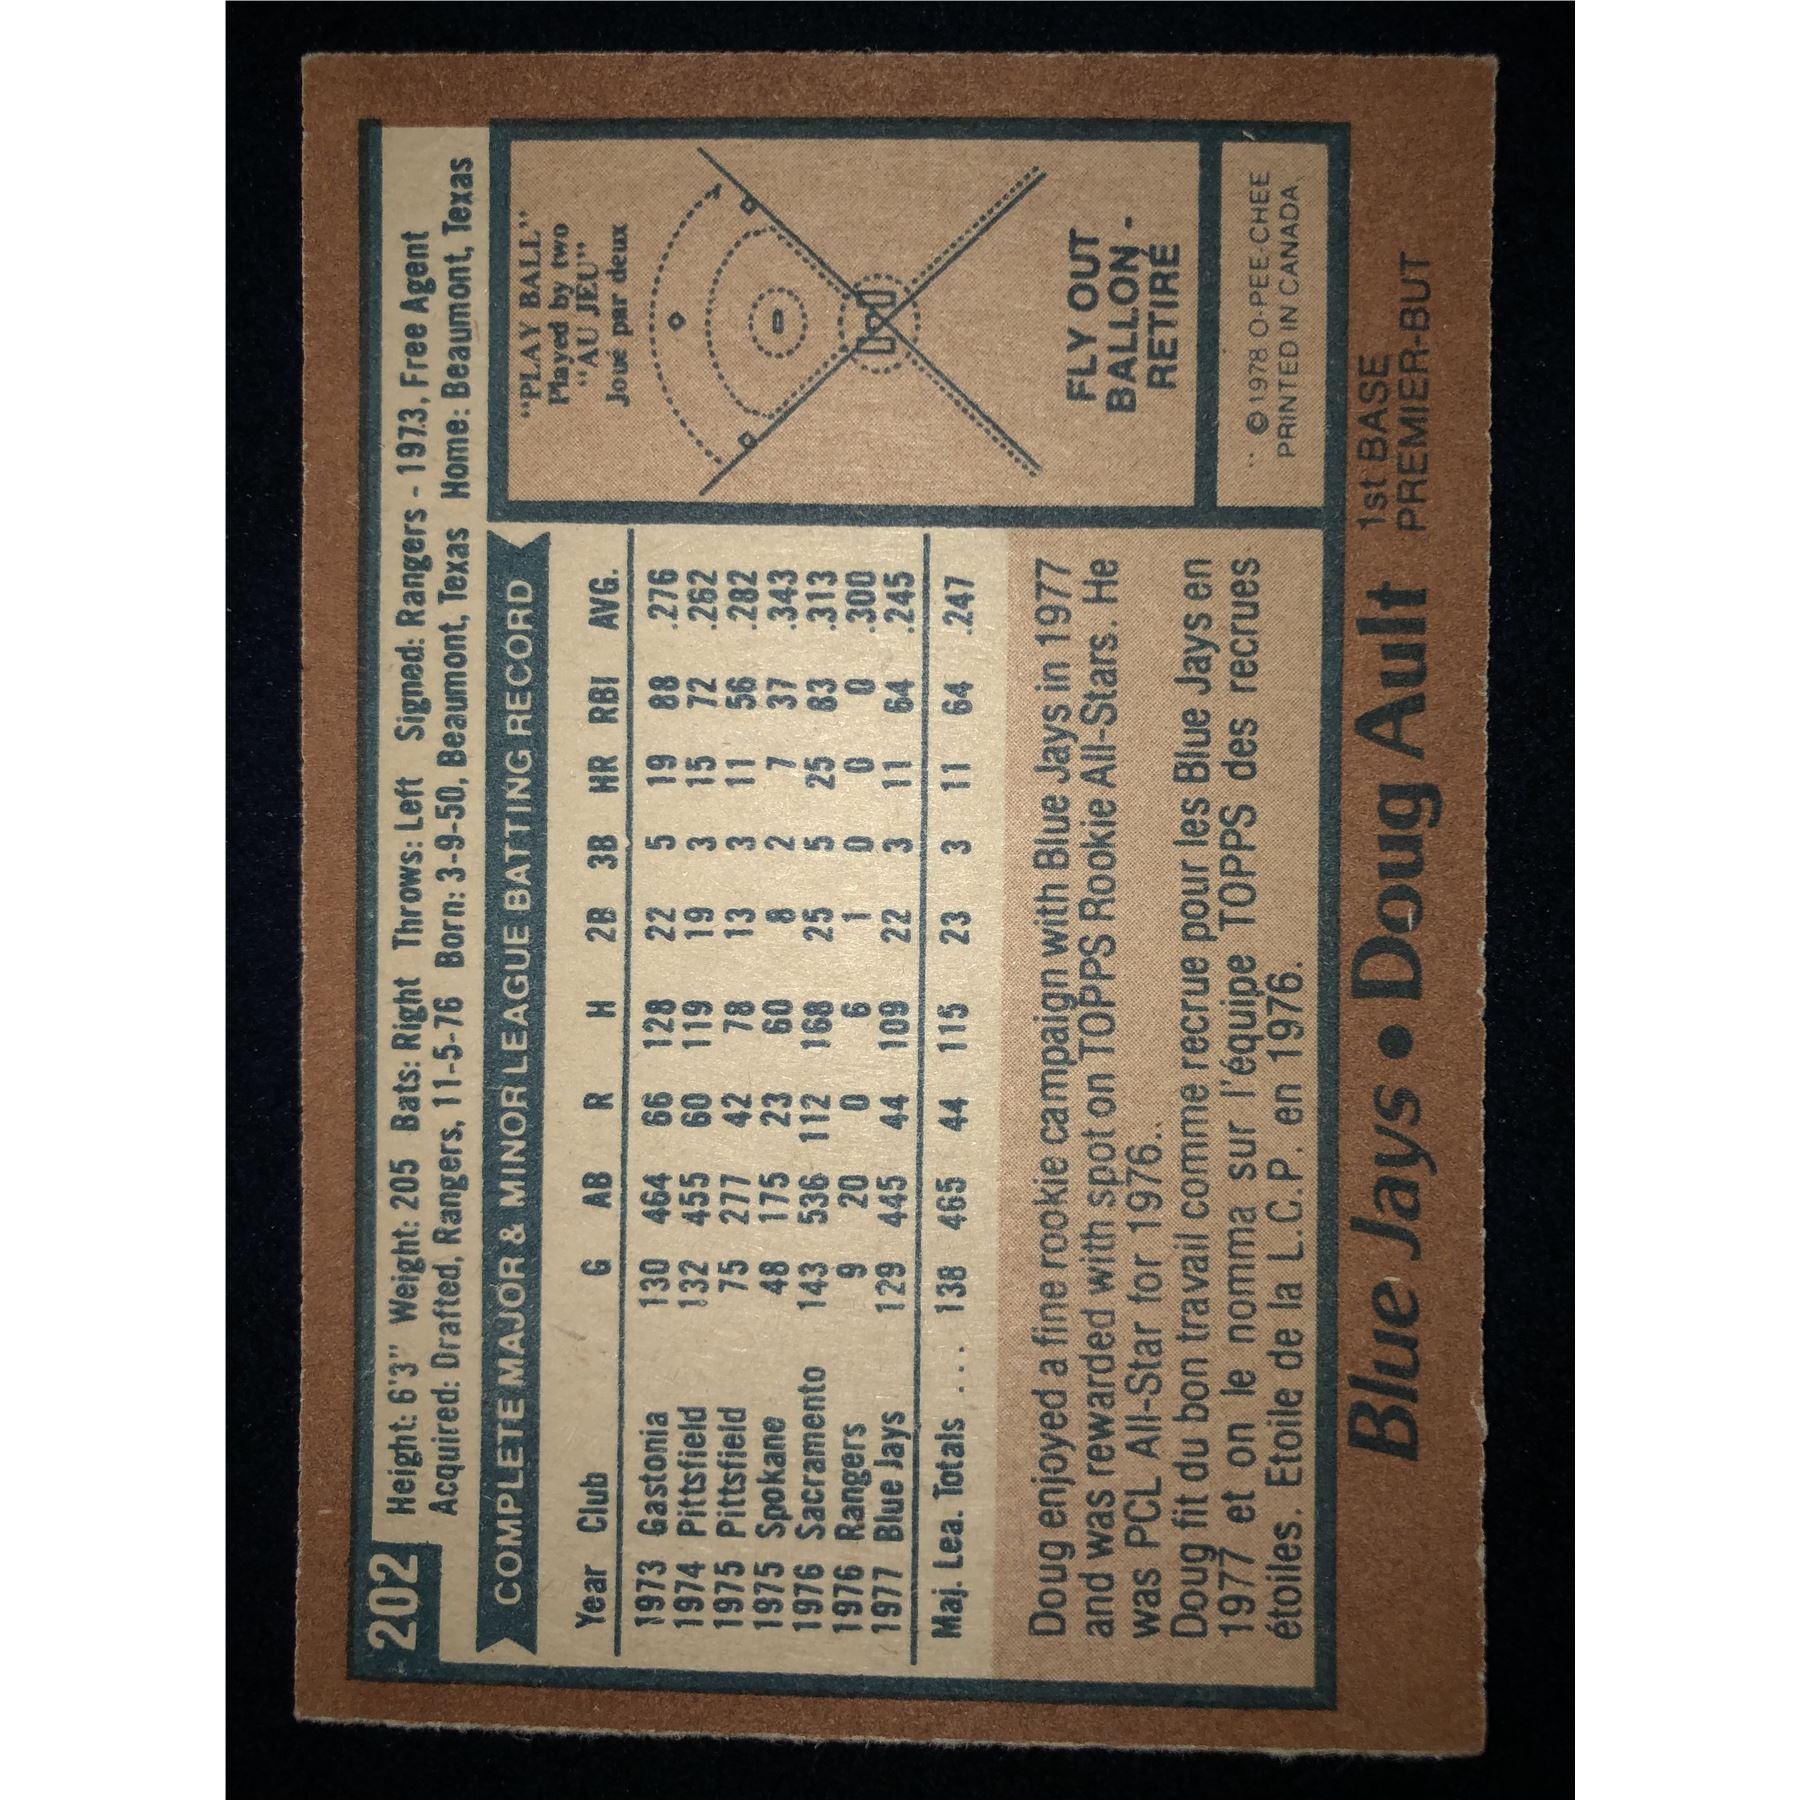 202
Height: 6'3" Weight: 205 Bats: Right Throws: Left Signed: Rangers - 1973, Free Agent
Acquired: Drafted, Rangers, 11-5-76 Born: 3-9-50, Beaumont, Texas Home: Beaumont, Texas
COMPLETE MAJOR & MINOR LEAGUE BATTING RECORD
Year Club G AB R H 2B 3B HR RBI AVG.
1973 Gastonia 130 464 66 128 22 5 19 88 .276
1974 Pittsfield 132 455 60 119 19 3 15 72 .262
1975 Pittsfield 75 277 42 78 13 3 11 56 .282
1975 Spokane 48 175 23 60 8 2 7 37 .343
1976 Sacramento 143 536 112 168 25 5 25 83 .313
1976 Rangers 9 20 0 6 1 0 0 0 .300
1977 Blue Jays 129 445 44 109 22 3 11 64 .245
Maj. Lea. Totals ... 138 465 44 115 23 3 11 64 .247
Doug enjoyed a fine rookie campaign with Blue Jays in 1977
and was rewarded with spot on TOPPS Rookie All-Stars. He
was PCL All-Star for 1976..
Doug fit du bon travail comme recrue pour les Blue Jays en
1977 et on le nomma sur l'équipe TOPPS des recrues
étoiles. Etoile de la L.C.P. en 1976.
"PLAY BALL"
Played by two
"AU JEU"
Joué par deux
FLY OUT
BALLON -
RETIRÉ
© 1978 O-PEE-CHEE
PRINTED IN CANADA
Blue Jays • Doug Ault
1st BASE
PREMIER-BUT